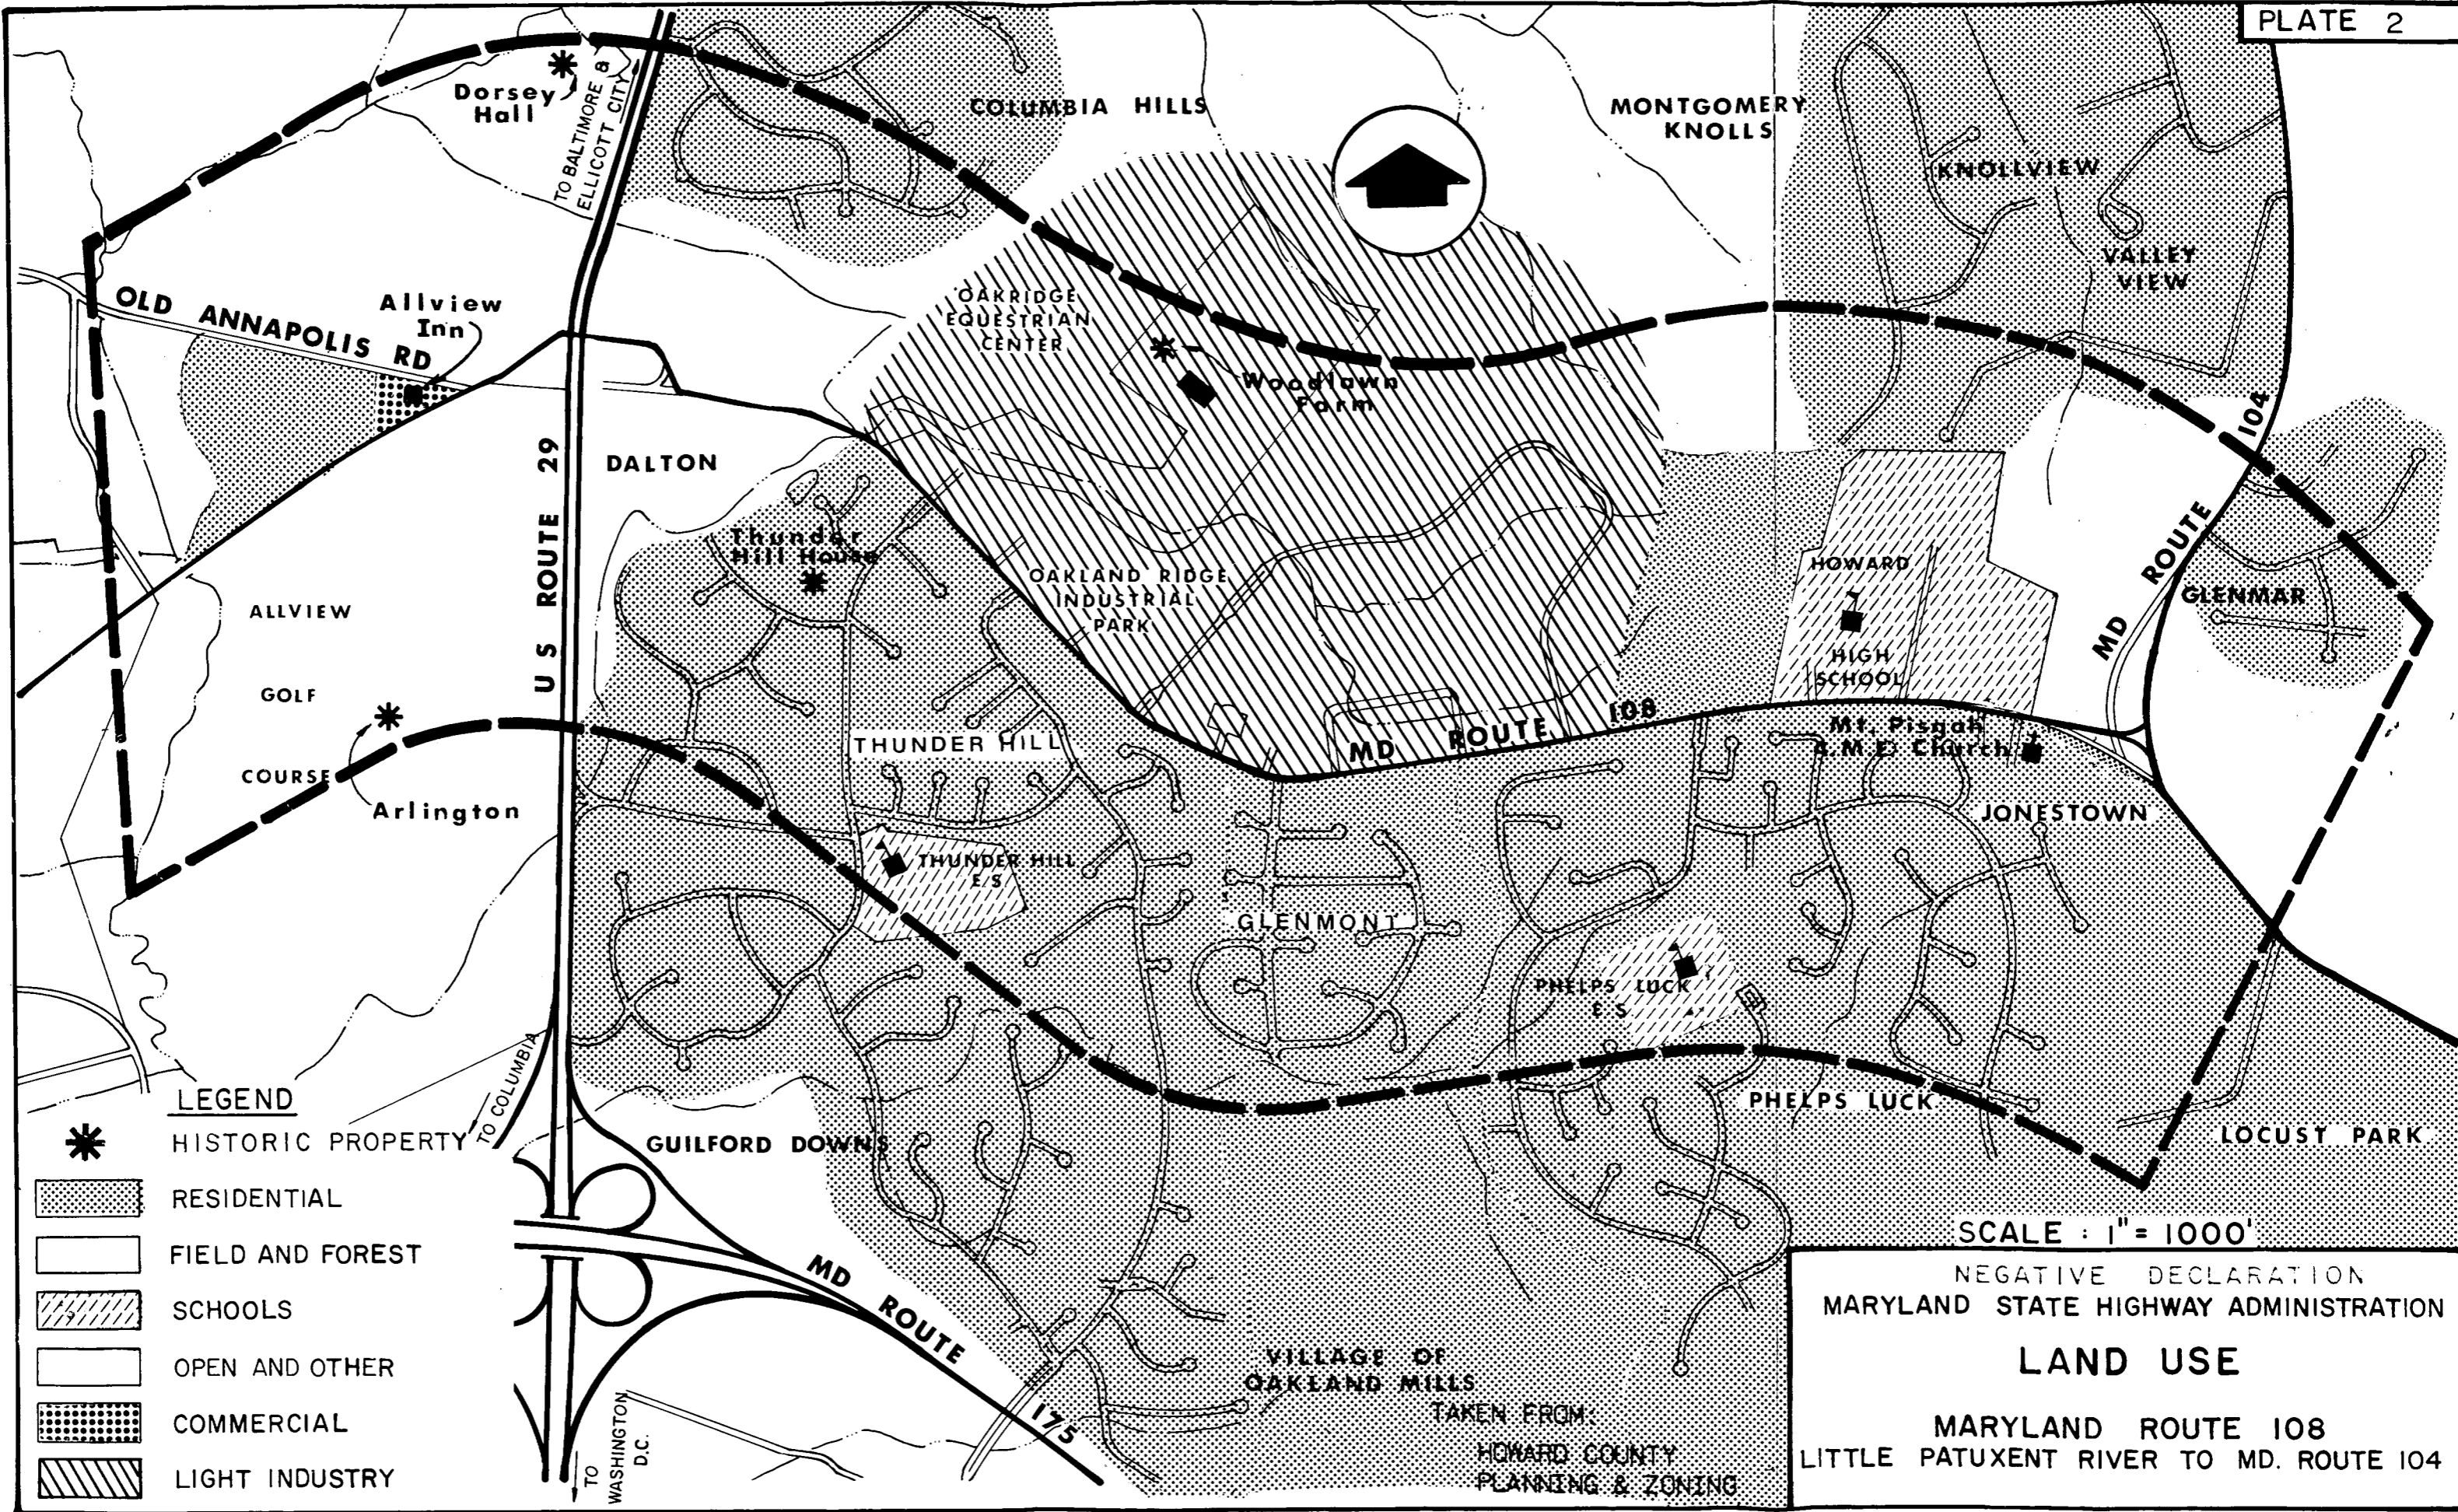 PLATE 2
Dorsey
Hall
TO BALTIMORE &
ELLICOTT CITY
COLUMBIA HILLS
MONTGOMERY
KNOLLS
KNOLLVIEW
VALLEY
VIEW
OLD ANNAPOLIS RD
Allview
Inn
OAKRIDGE
EQUESTRIAN
CENTER
Woodlawn
Farm
MD ROUTE 104
US ROUTE 29
DALTON
Thunder
Hill House
OAKLAND RIDGE
INDUSTRIAL
PARK
HOWARD
HIGH
SCHOOL
GLENMAR
ALLVIEW
GOLF
COURSE
Arlington
THUNDER HILL
MD ROUTE 108
Mt. Pisgah
A.M.E. Church
JONESTOWN
THUNDER HILL
E/S
GLENMONT
PHELPS LUCK
E S
PHELPS LUCK
LOCUST PARK
TO COLUMBIA
GUILFORD DOWNS
MD ROUTE 175
VILLAGE OF
OAKLAND MILLS
TO
WASHINGTON
D.C.
TAKEN FROM:
HOWARD COUNTY
PLANNING & ZONING
LEGEND
HISTORIC PROPERTY
RESIDENTIAL
FIELD AND FOREST
SCHOOLS
OPEN AND OTHER
COMMERCIAL
LIGHT INDUSTRY
SCALE : 1" = 1000'
NEGATIVE DECLARATION
MARYLAND STATE HIGHWAY ADMINISTRATION
LAND USE
MARYLAND ROUTE 108
LITTLE PATUXENT RIVER TO MD. ROUTE 104